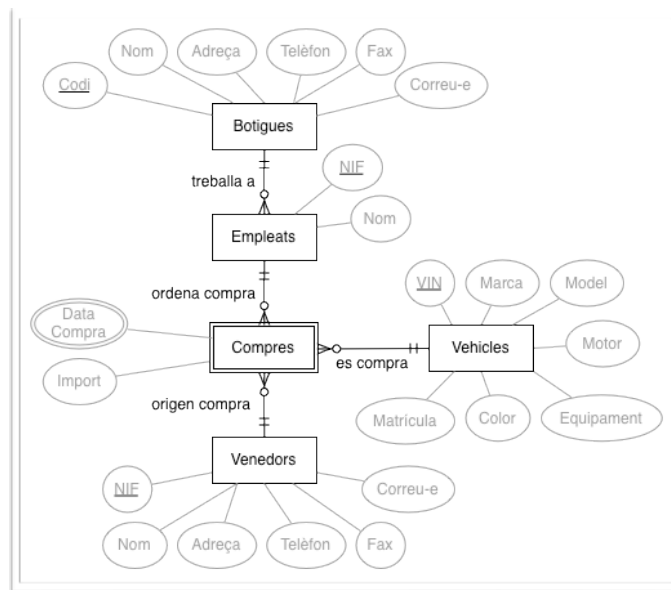 Nom
Adreça
Telèfon
Fax
Codi
Correu-e
Botigues
treballa a
NIF
Nom
Empleats
ordena compra
VIN
Marca
Model
Data
Compra
Compres
es compra
Vehicles
Motor
Import
origen compra
Matrícula
Color
Equipament
Venedors
NIF
Correu-e
Nom
Adreça
Telèfon
Fax